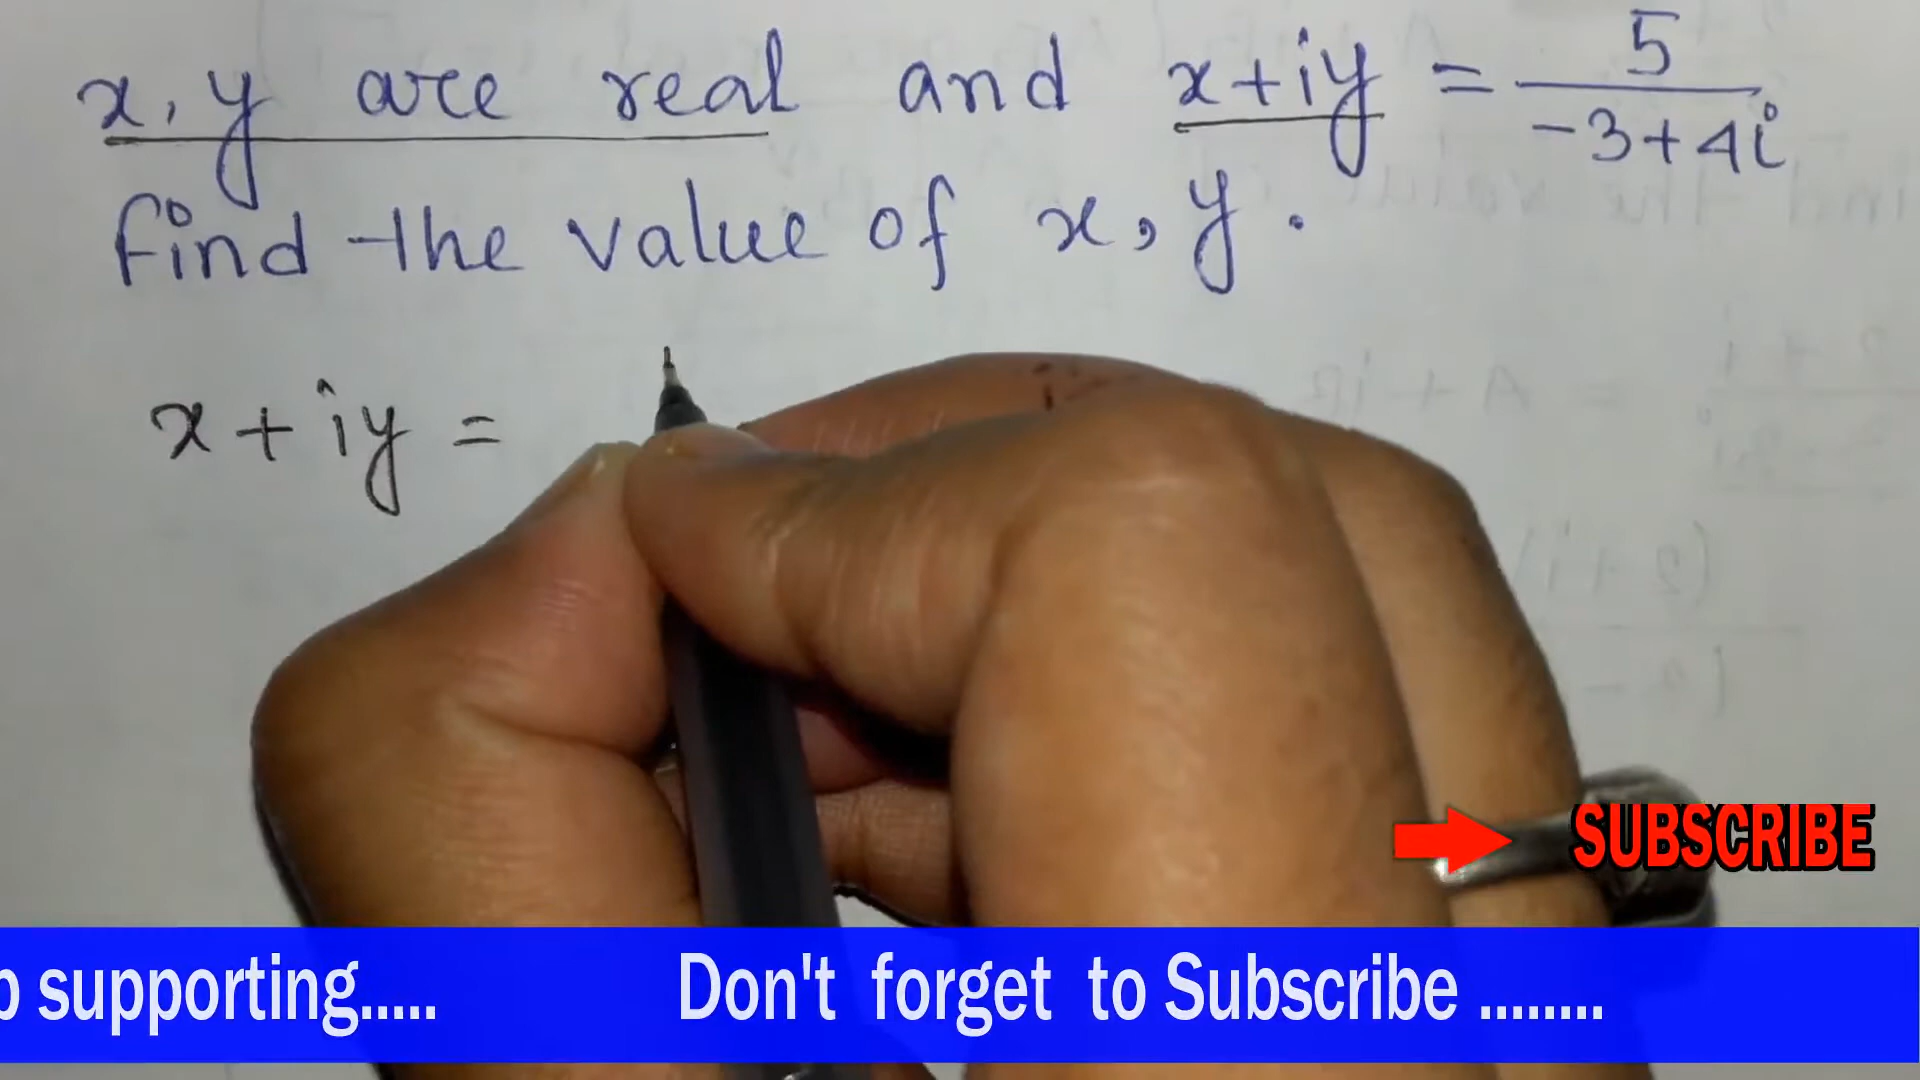 x, y are real and x+iy = 5/(-3+4i)
find the value of x, y.
x + iy =
SUBSCRIBE
supporting..... Don't forget to Subscribe ........